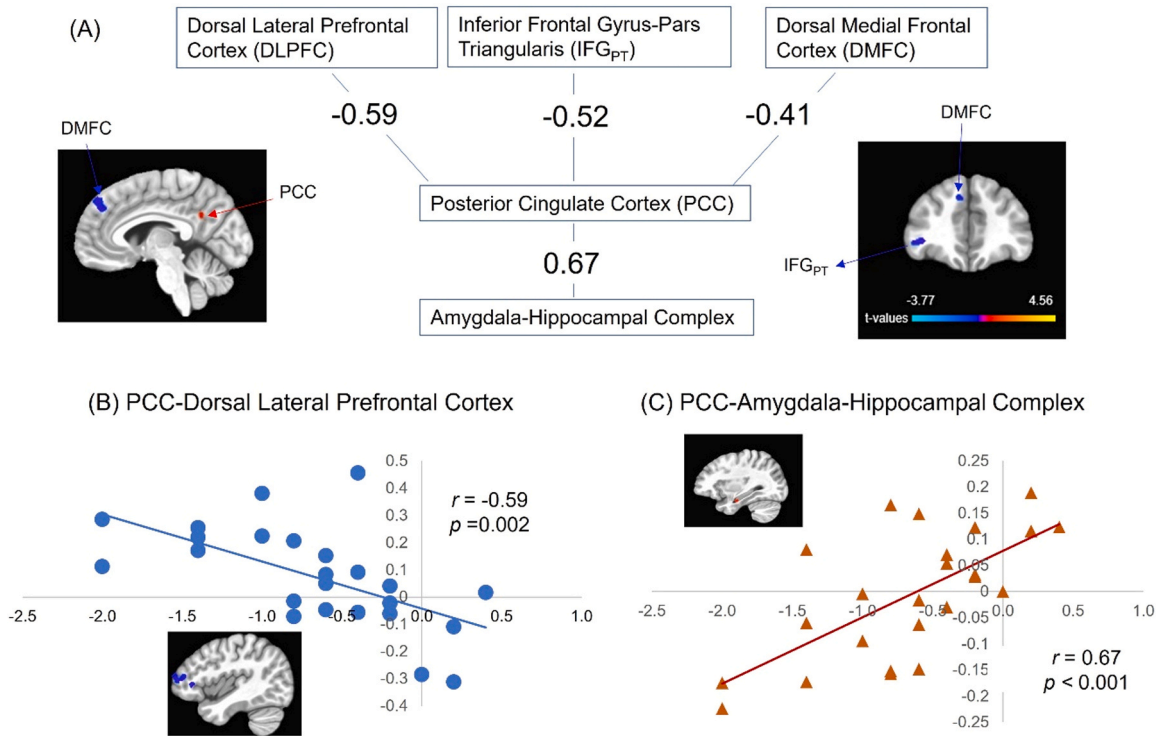 (A)
Dorsal Lateral Prefrontal
Cortex (DLPFC)
Inferior Frontal Gyrus-Pars
Triangularis (IFGPT)
Dorsal Medial Frontal
Cortex (DMFC)
-0.59
-0.52
-0.41
DMFC
PCC
Posterior Cingulate Cortex (PCC)
0.67
Amygdala-Hippocampal Complex
DMFC
IFGPT
-3.77
4.56
t-values
(B) PCC-Dorsal Lateral Prefrontal Cortex
0.5
0.4
0.3
0.2
0.1
0
-0.1
-0.2
-0.3
-0.4
-2.5
-2.0
-1.5
-1.0
-0.5
0.0
0.5
1.0
r = -0.59
p =0.002
(C) PCC-Amygdala-Hippocampal Complex
0.25
0.2
0.15
0.1
0.05
0
-0.05
-0.1
-0.15
-0.2
-0.25
-2.5
-2.0
-1.5
-1.0
-0.5
0.0
0.5
1.0
r = 0.67
p < 0.001